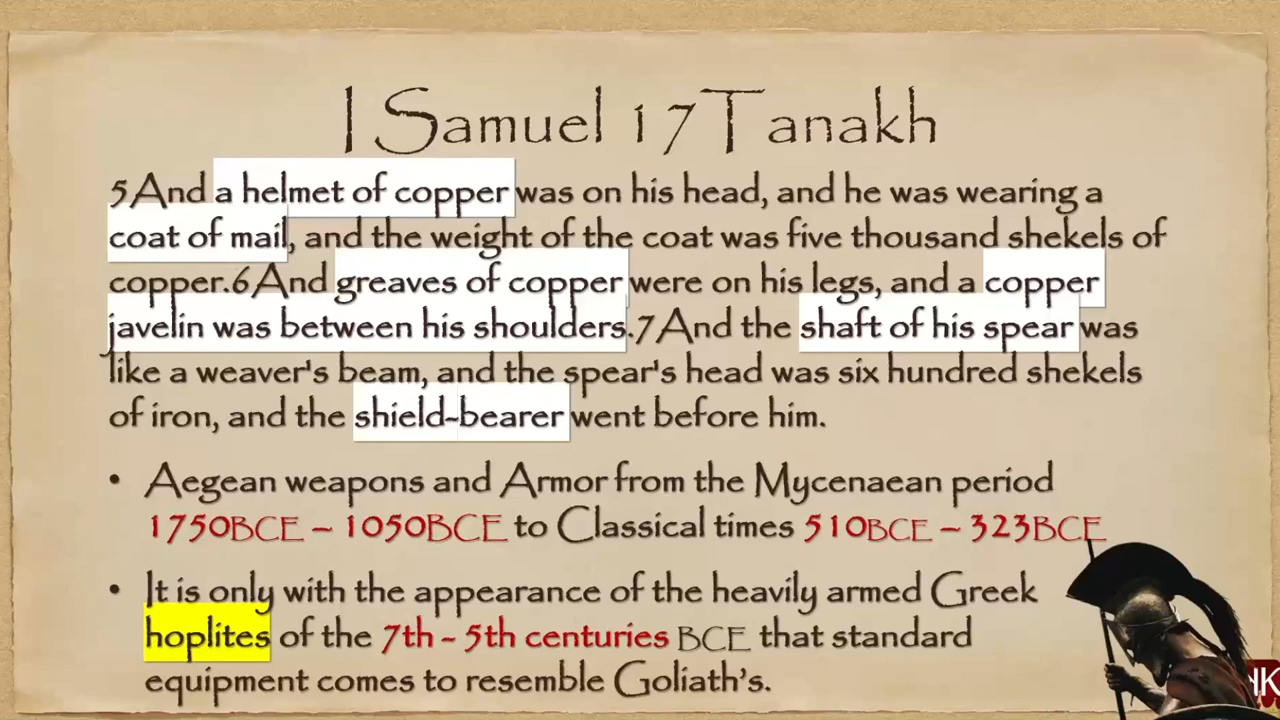 I Samuel 17 Tanakh
5And a helmet of copper was on his head, and he was wearing a
coat of mail, and the weight of the coat was five thousand shekels of
copper.6And greaves of copper were on his legs, and a copper
javelin was between his shoulders.7And the shaft of his spear was
like a weaver's beam, and the spear's head was six hundred shekels
of iron, and the shield-bearer went before him.
• Aegean weapons and Armor from the Mycenaean period
1750BCE – 1050BCE to Classical times 510BCE – 323BCE
• It is only with the appearance of the heavily armed Greek
hoplites of the 7th - 5th centuries BCE that standard
equipment comes to resemble Goliath's.